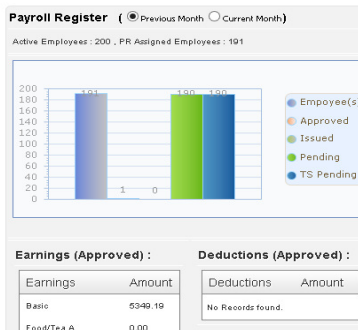 Payroll Register ( Previous Month Current Month)
Active Employees : 200 , PR Assigned Employees : 191
200
180
160
140
120
100
80
60
40
20
0
191
1
0
190
190
Empoyee(s
Approved
Issued
Pending
TS Pending
Earnings (Approved) :
Deductions (Approved) :
Earnings Amount
Deductions Amount
Basic 5349.19
No Records found.
Food/Tea A 0.00